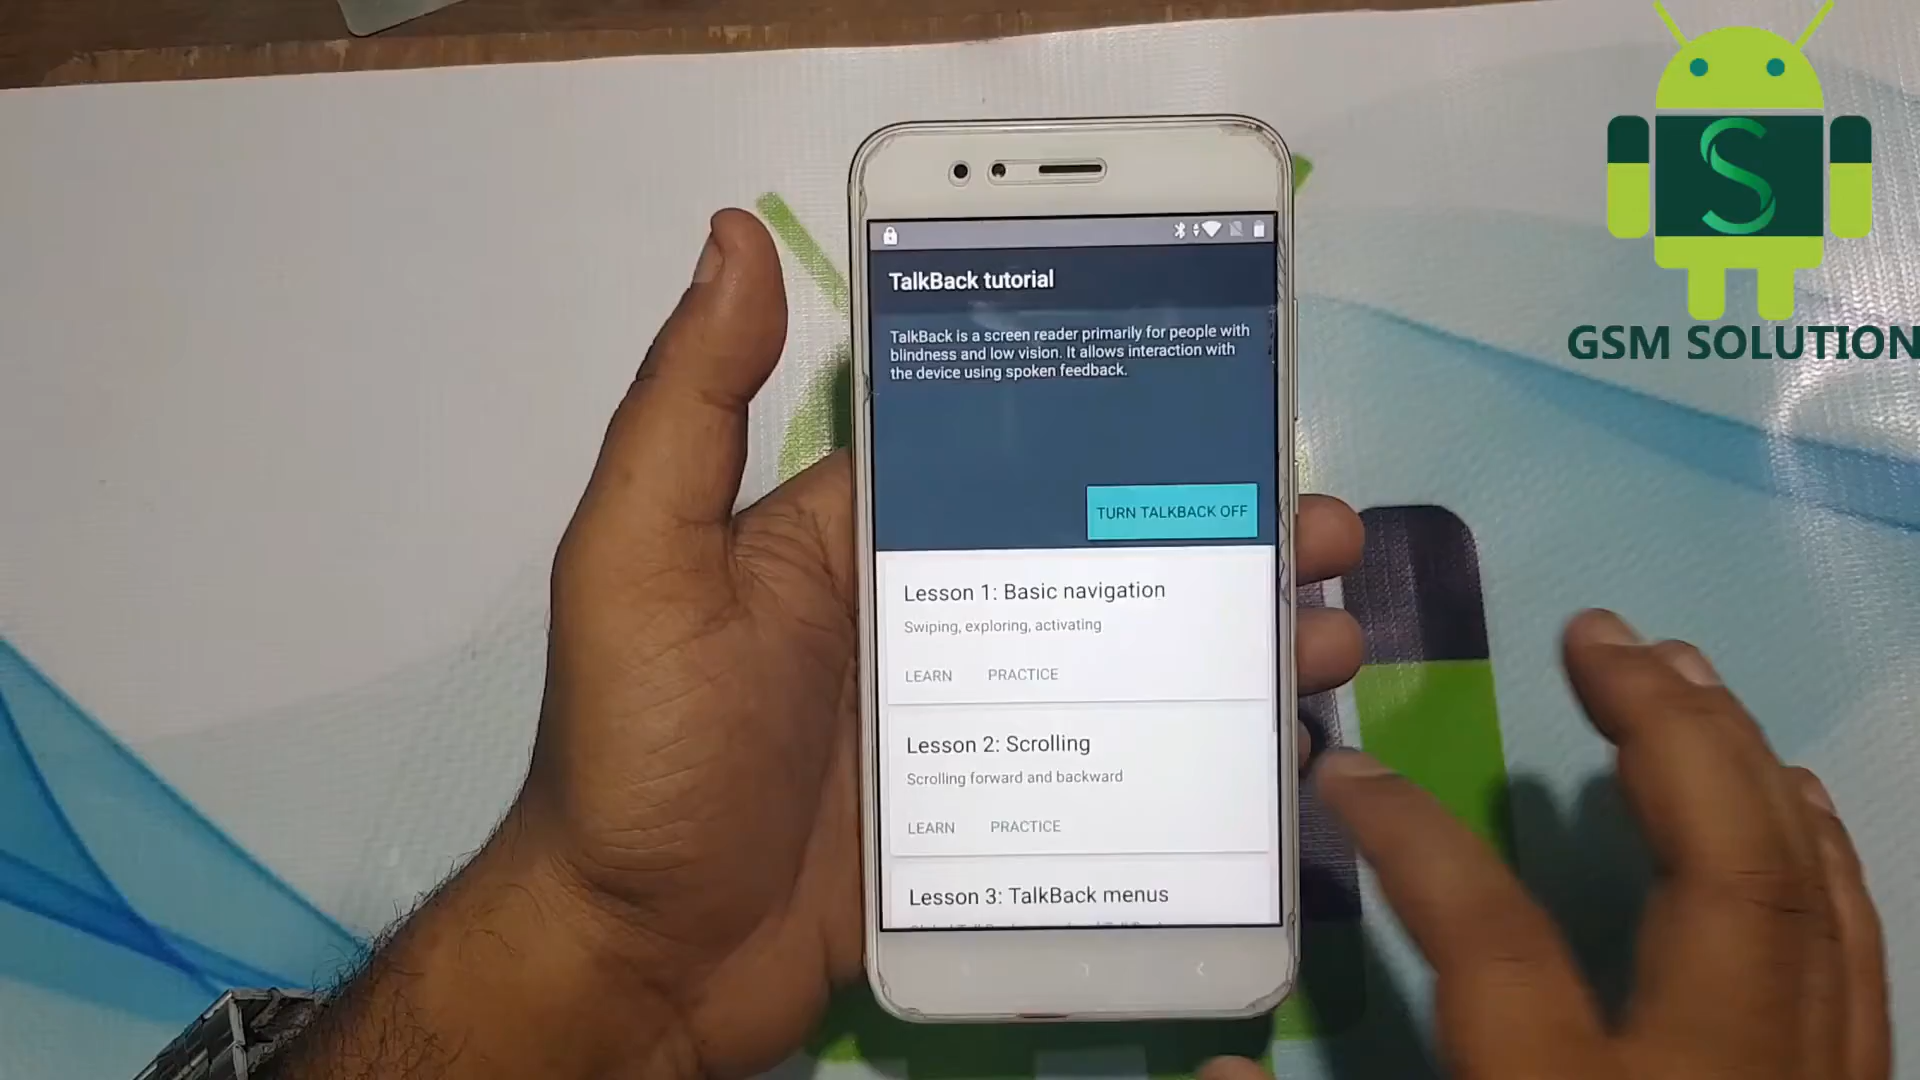 S
GSM SOLUTION
TalkBack tutorial
TalkBack is a screen reader primarily for people with
blindness and low vision. It allows interaction with
the device using spoken feedback.
TURN TALKBACK OFF
Lesson 1: Basic navigation
Swiping, exploring, activating
LEARN PRACTICE
Lesson 2: Scrolling
Scrolling forward and backward
LEARN PRACTICE
Lesson 3: TalkBack menus